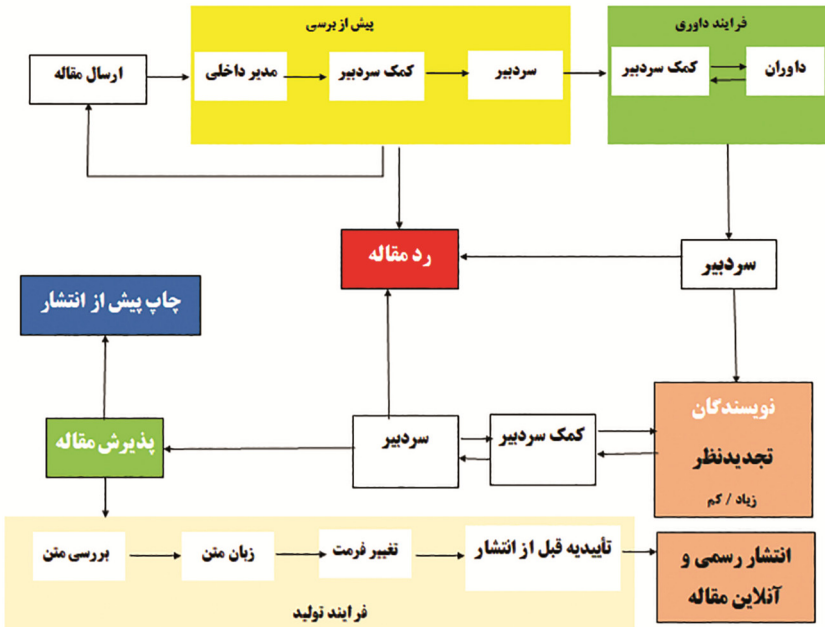 پیش از برسی
فرایند داوری
ارسال مقاله
مدیر داخلی
کمک سردبیر
سردبیر
کمک سردبیر
داوران
رد مقاله
سردبیر
چاپ پیش از انتشار
نویسندگان
تجدیدنظر
زیاد / کم
کمک سردبیر
سردبیر
پذیرش مقاله
بررسی متن
زبان متن
تغییر فرمت
تأییدیه قبل از انتشار
انتشار رسمی و
آنلاین مقاله
فرایند تولید